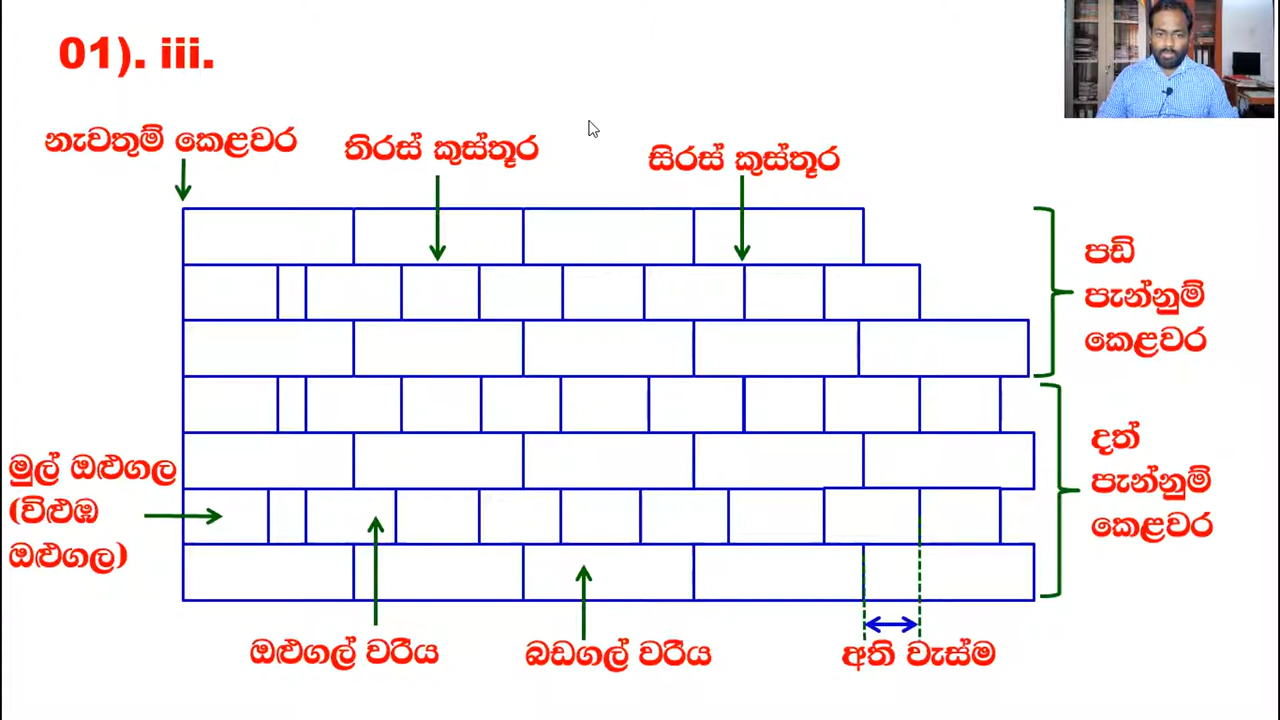 01). iii.
නැවතුම් කෙළවර
තිරස් කුස්තූර
සිරස් කුස්තූර
පඩි
පැන්නුම්
කෙළවර
මුල් ඔළුගල
(විළුඹ
ඔළුගල)
දත්
පැන්නුම්
කෙළවර
ඔළුගල් වරිය
බඩගල් වරිය
අති වැස්ම